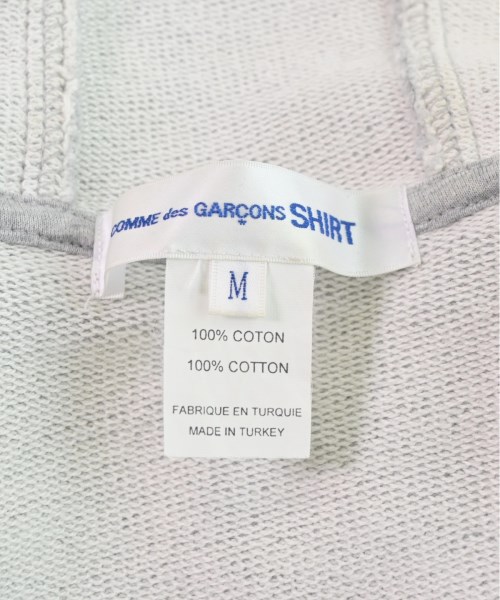 COMME des GARÇONS SHIRT
M
100% COTON
100% COTTON
FABRIQUE EN TURQUIE
MADE IN TURKEY